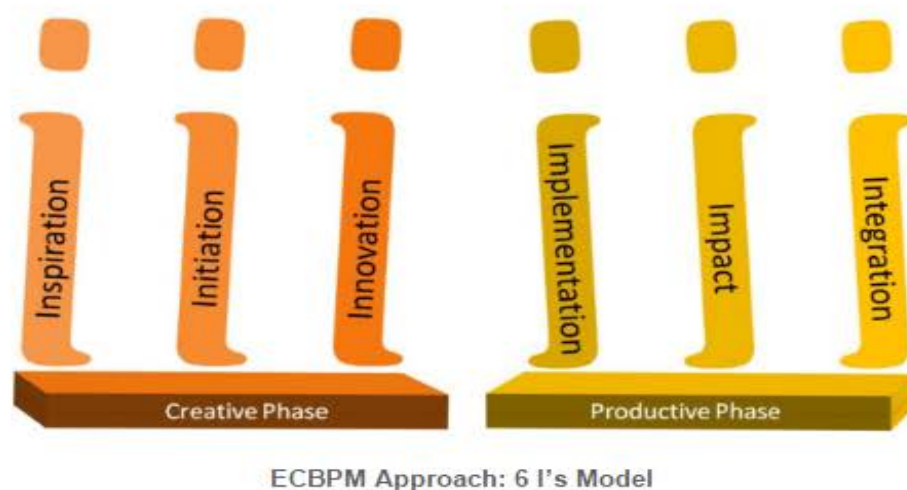 Inspiration
Initiation
Innovation
Implementation
Impact
Integration
Creative Phase
Productive Phase
ECBPM Approach: 6 I's Model